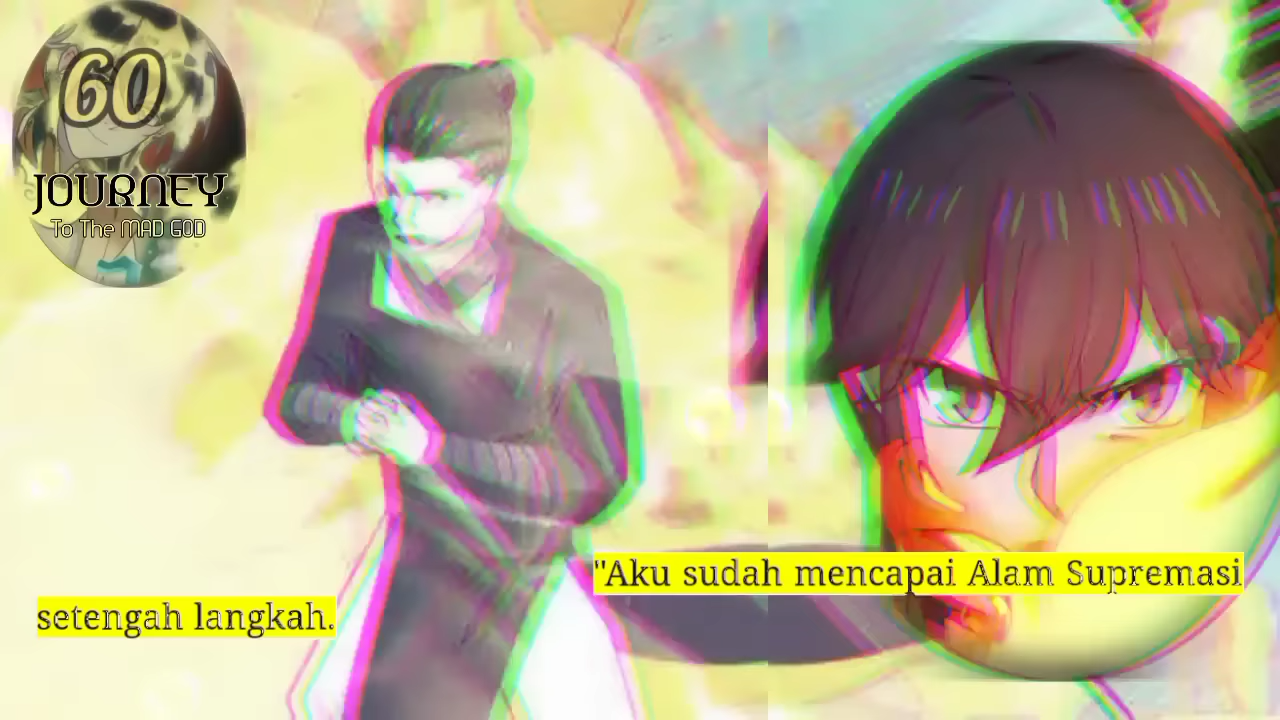 60
JOURNEY
To The MAD GOD
"Aku sudah mencapai Alam Supremasi
setengah langkah.